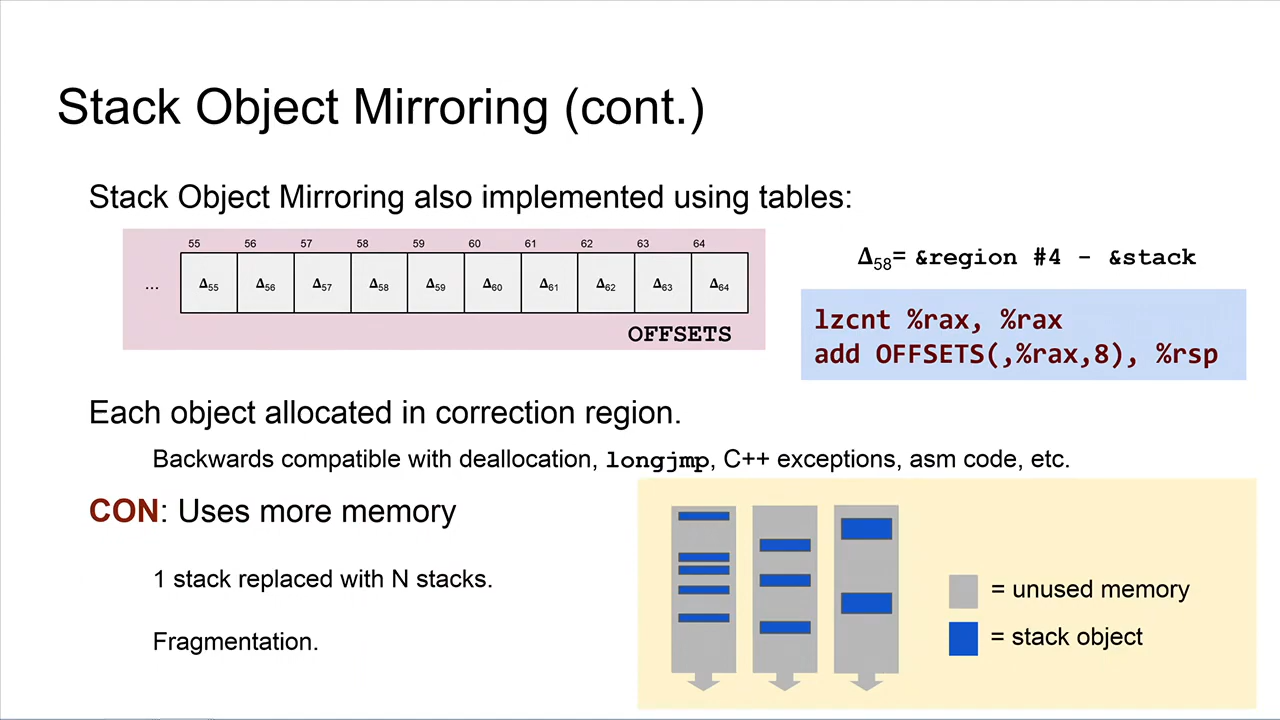 Stack Object Mirroring (cont.)
Stack Object Mirroring also implemented using tables:
55 56 57 58 59 60 61 62 63 64
... Δ55 Δ56 Δ57 Δ58 Δ59 Δ60 Δ61 Δ62 Δ63 Δ64
OFFSETS
Δ58= &region #4 - &stack
lzcnt %rax, %rax
add OFFSETS(,%rax,8), %rsp
Each object allocated in correction region.
Backwards compatible with deallocation, longjmp, C++ exceptions, asm code, etc.
CON: Uses more memory
1 stack replaced with N stacks.
Fragmentation.
= unused memory
= stack object